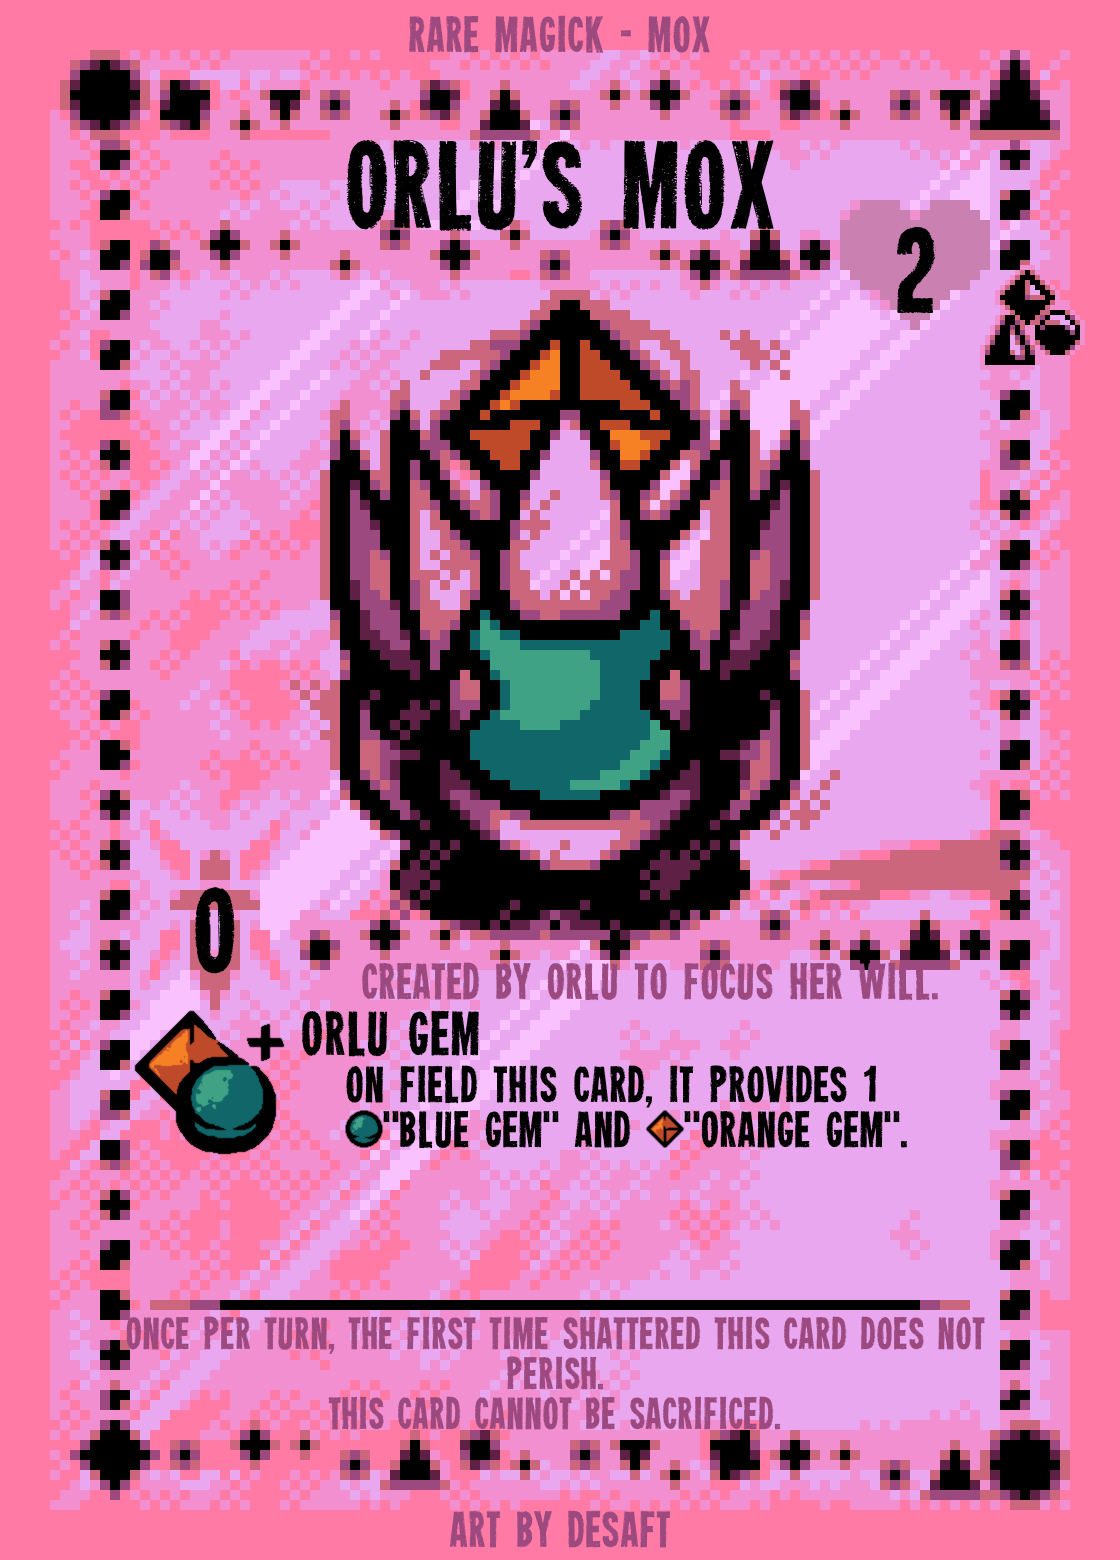 RARE MAGICK - MOX
ORLU'S MOX
2
0
CREATED BY ORLU TO FOCUS HER WILL.
+ ORLU GEM
ON FIELD THIS CARD, IT PROVIDES 1
"BLUE GEM" AND "ORANGE GEM".
ONCE PER TURN, THE FIRST TIME SHATTERED THIS CARD DOES NOT
PERISH.
THIS CARD CANNOT BE SACRIFICED.
ART BY DESAFT